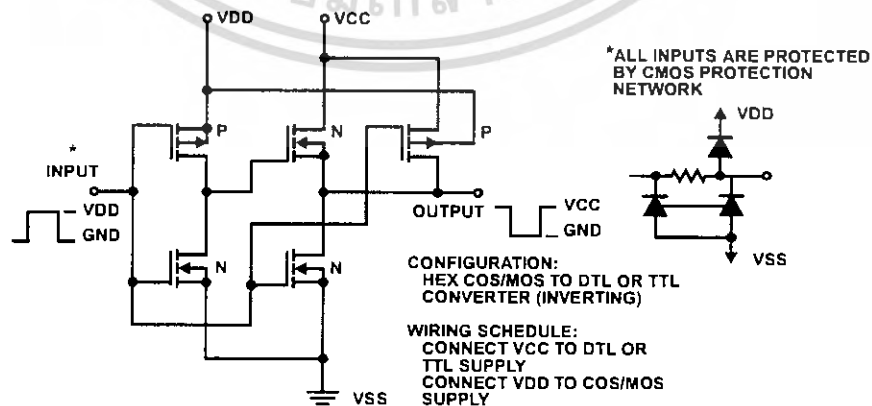 VDD
VCC
P
N
P
*
INPUT
VDD
GND
N
N
OUTPUT
VCC
GND
VSS
*ALL INPUTS ARE PROTECTED
BY CMOS PROTECTION
NETWORK
VDD
VSS
CONFIGURATION:
HEX COS/MOS TO DTL OR TTL
CONVERTER (INVERTING)
WIRING SCHEDULE:
CONNECT VCC TO DTL OR
TTL SUPPLY
CONNECT VDD TO COS/MOS
SUPPLY